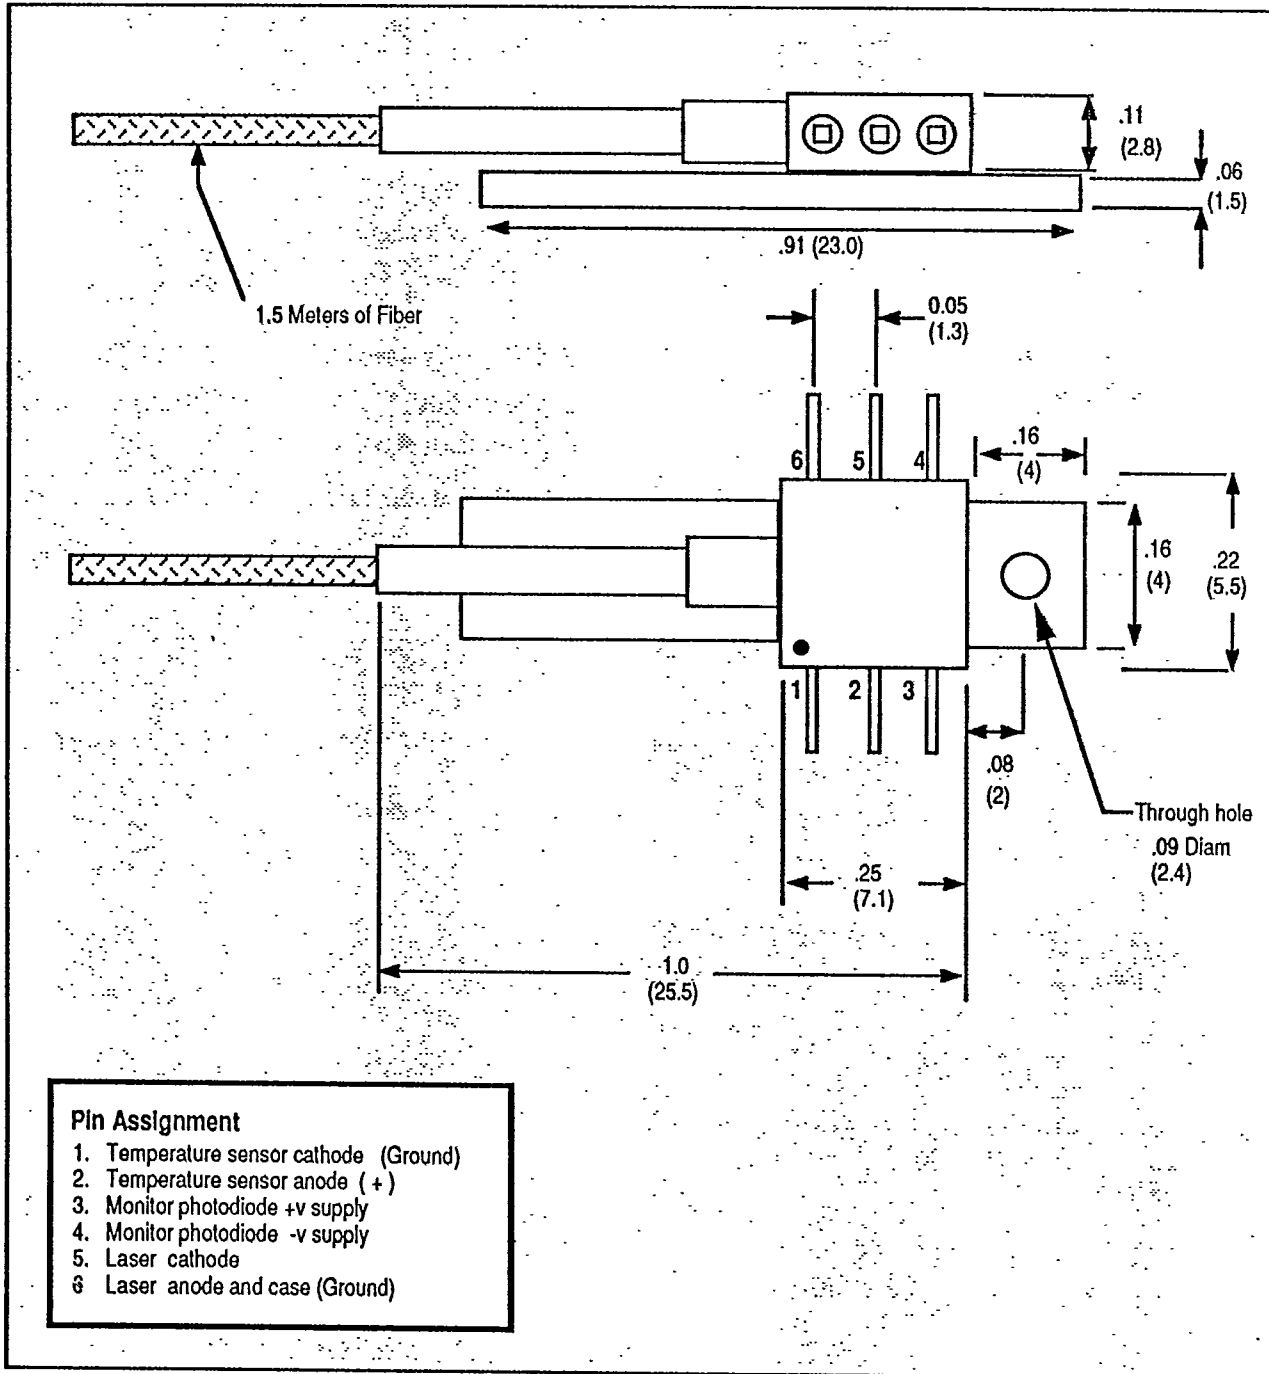 .11
(2.8)
.06
(1.5)
.91 (23.0)
1.5 Meters of Fiber
0.05
(1.3)
6
5
4
.16
(4)
.16
(4)
.22
(5.5)
1
2
3
.08
(2)
Through hole
.09 Diam
(2.4)
.25
(7.1)
1.0
(25.5)
Pin Assignment
1. Temperature sensor cathode (Ground)
2. Temperature sensor anode ( + )
3. Monitor photodiode +v supply
4. Monitor photodiode -v supply
5. Laser cathode
6 Laser anode and case (Ground)